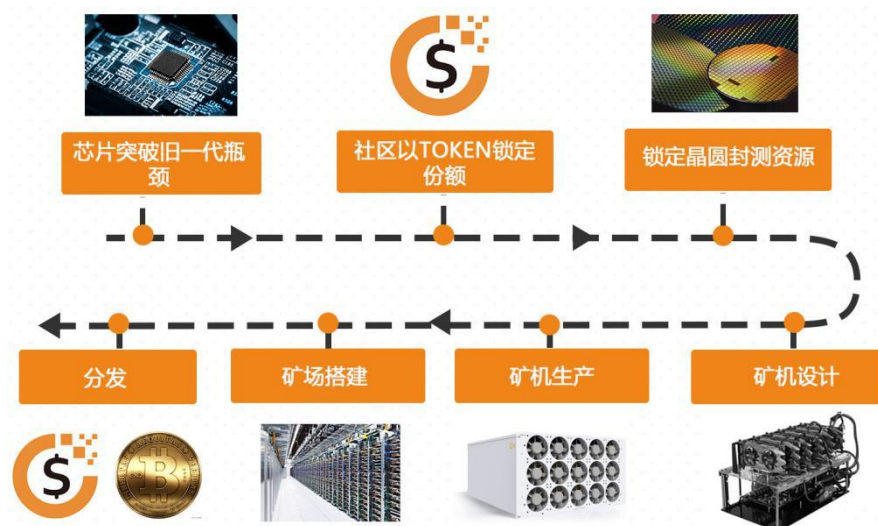 芯片突破旧一代瓶
颈
社区以TOKEN锁定
份额
锁定晶圆封测资源
矿机设计
矿机生产
矿场搭建
分发